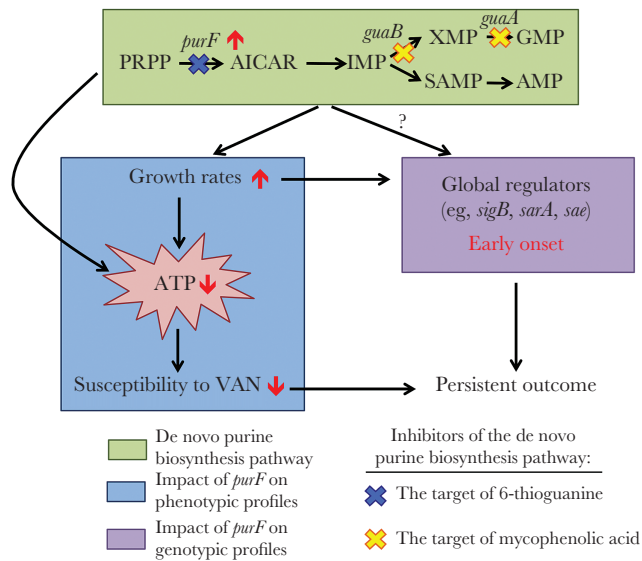 purF
guaB
guaA
PRPP
AICAR
IMP
XMP
GMP
SAMP
AMP
?
Growth rates
ATP
Susceptibility to VAN
Global regulators
(eg, sigB, sarA, sae)
Early onset
Persistent outcome
De novo purine
biosynthesis pathway
Impact of purF on
phenotypic profiles
Impact of purF on
genotypic profiles
Inhibitors of the de novo
purine biosynthesis pathway:
The target of 6-thioguanine
The target of mycophenolic acid